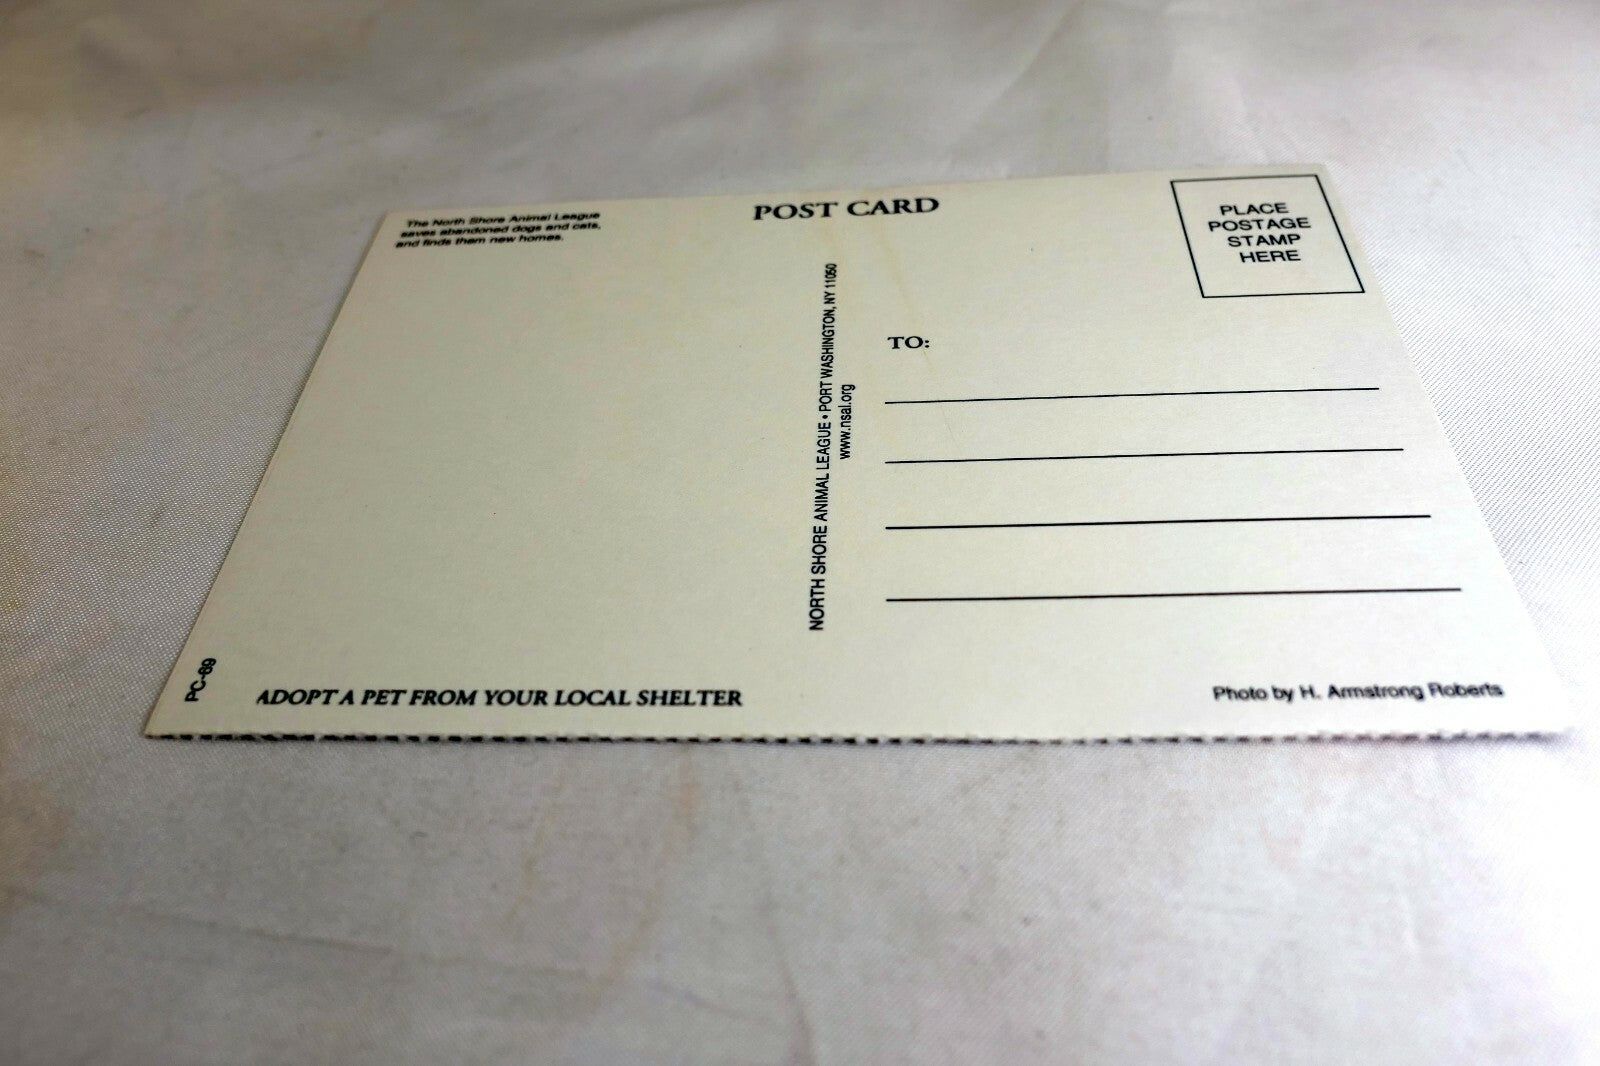 The North Shore Animal League
saves abandoned dogs and cats,
and finds them new homes.
POST CARD
PLACE
POSTAGE
STAMP
HERE
NORTH SHORE ANIMAL LEAGUE • PORT WASHINGTON, NY 11050
www.nsal.org
TO:
PC-69
ADOPT A PET FROM YOUR LOCAL SHELTER
Photo by H. Armstrong Roberts